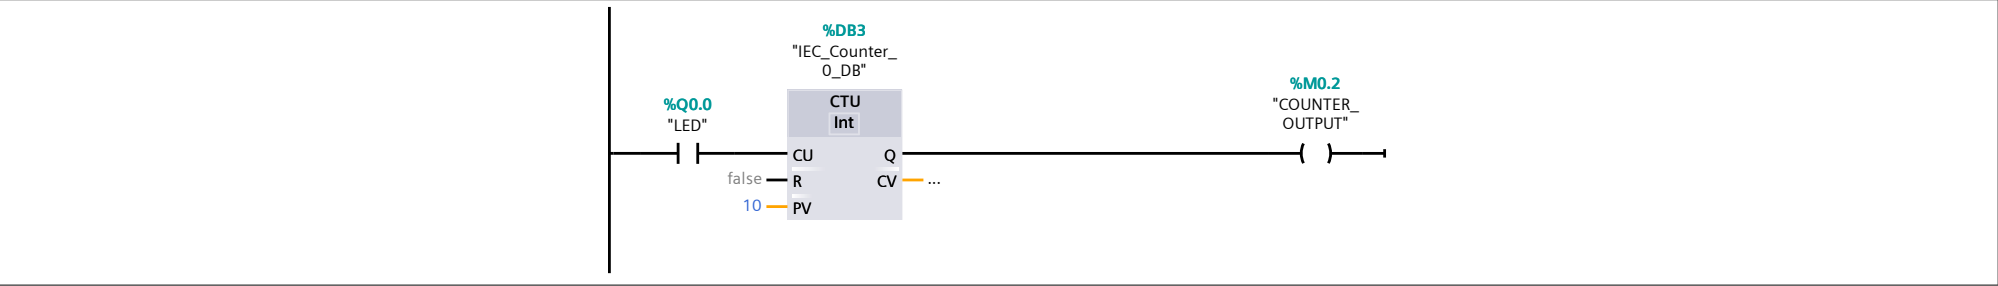 %DB3
"IEC_Counter_
0_DB"
%M0.2
"COUNTER_
OUTPUT"
%Q0.0
"LED"
CTU
Int
CU
Q
false
R
CV
...
10
PV